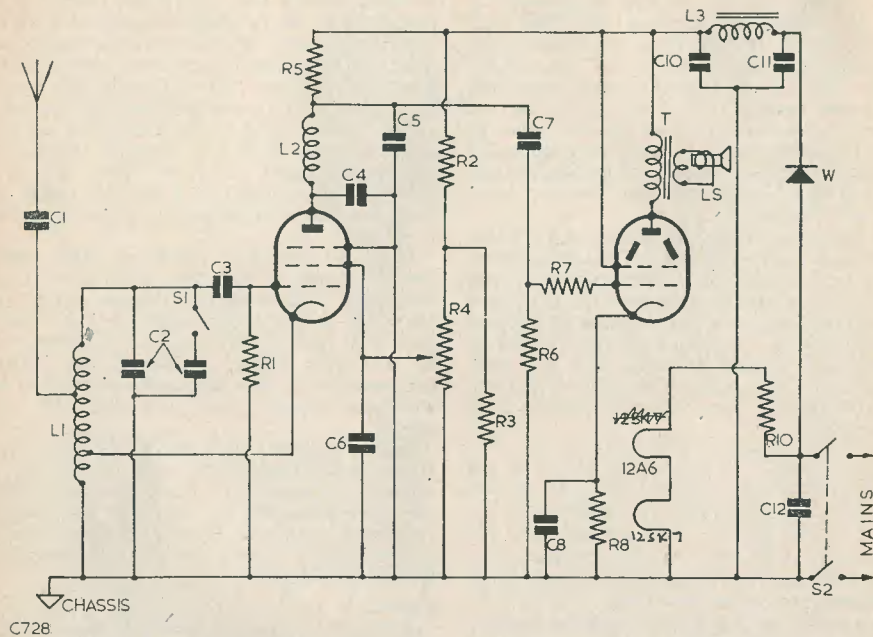 L3
C10
C11
R5
C5
C7
T
L2
R2
W
C4
LS
C1
C3
R7
S1
R4
C2
R1
R6
L1
R3
12SK7
R10
C6
12A6
C12
MAINS
C8
R8
12SK7
S2
CHASSIS
C728